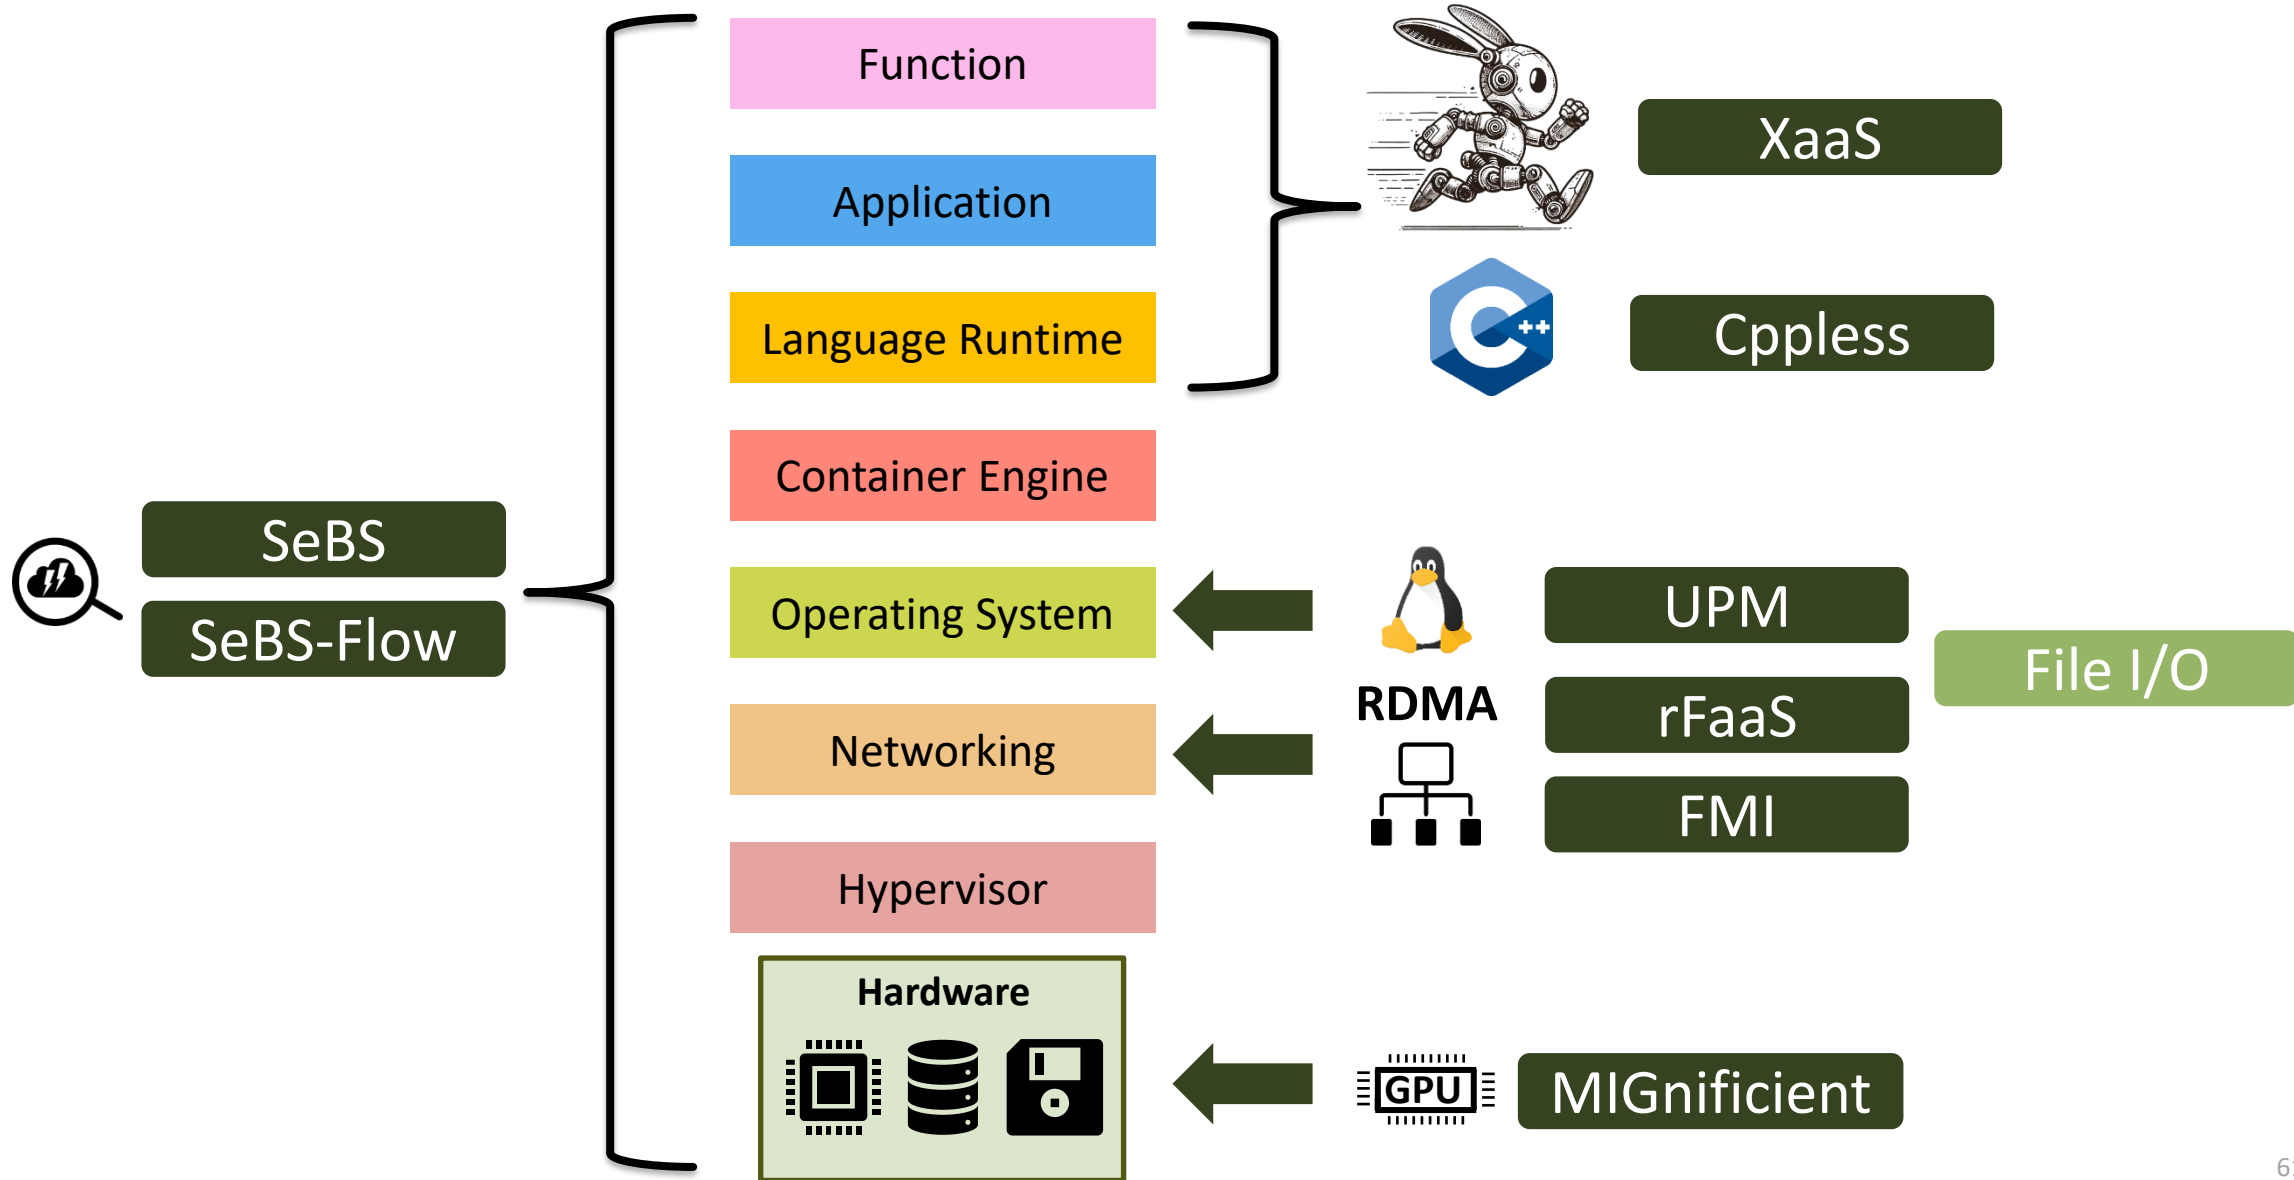 Function
Application
Language Runtime
Container Engine
Operating System
Networking
Hypervisor
Hardware
SeBS
SeBS-Flow
XaaS
C ++
Cppless
UPM
File I/O
RDMA
rFaaS
FMI
GPU
MIGnificient